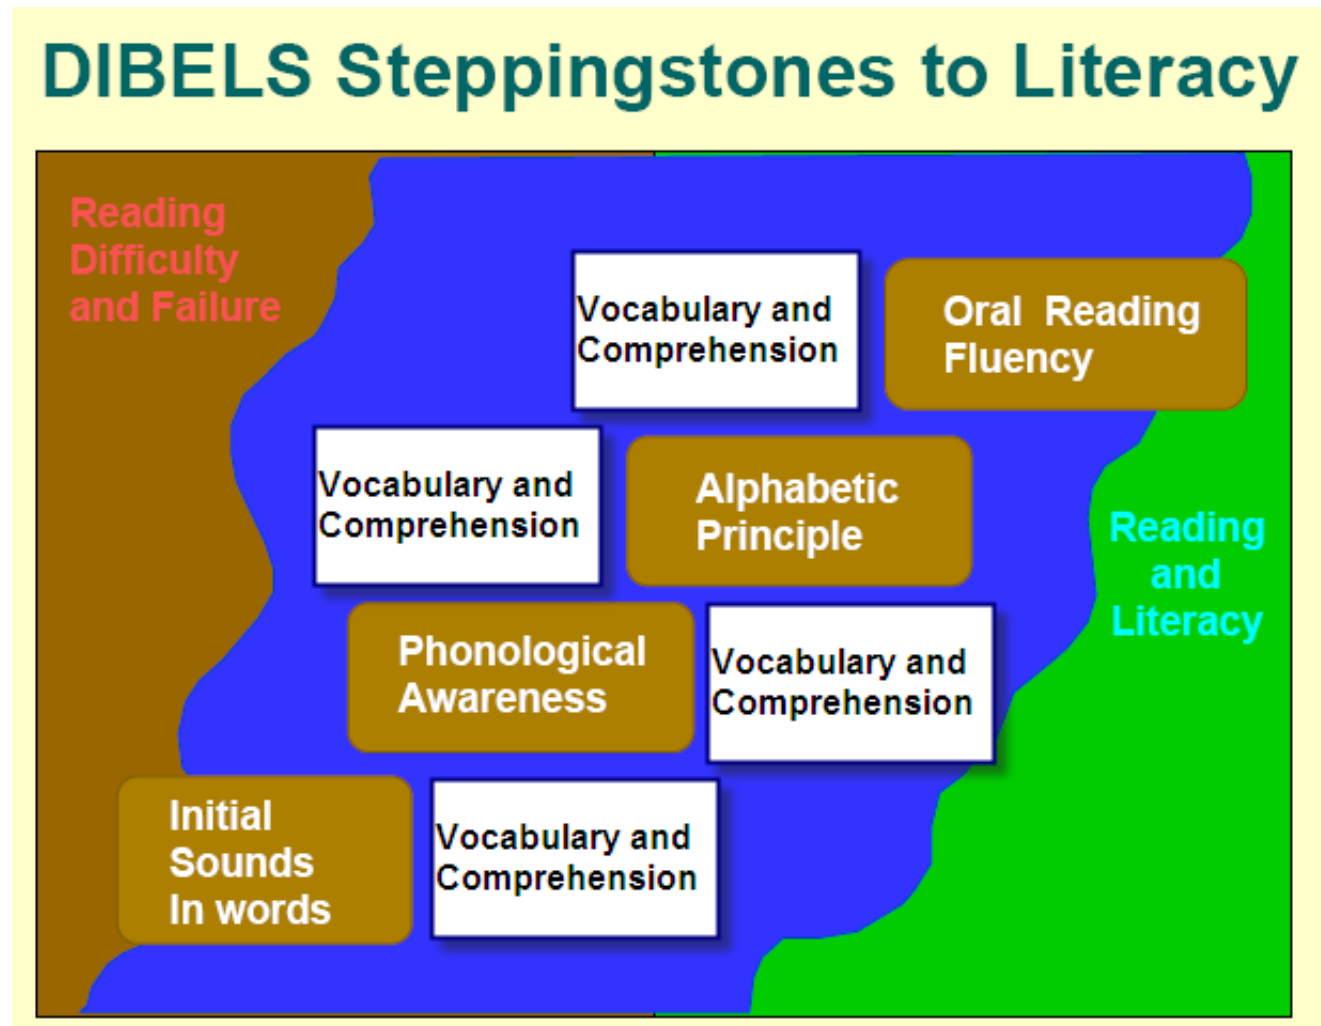 DIBELS Steppingstones to Literacy
Reading
Difficulty
and Failure
Vocabulary and
Comprehension
Oral Reading
Fluency
Vocabulary and
Comprehension
Alphabetic
Principle
Reading
and
Literacy
Phonological
Awareness
Vocabulary and
Comprehension
Initial
Sounds
In words
Vocabulary and
Comprehension